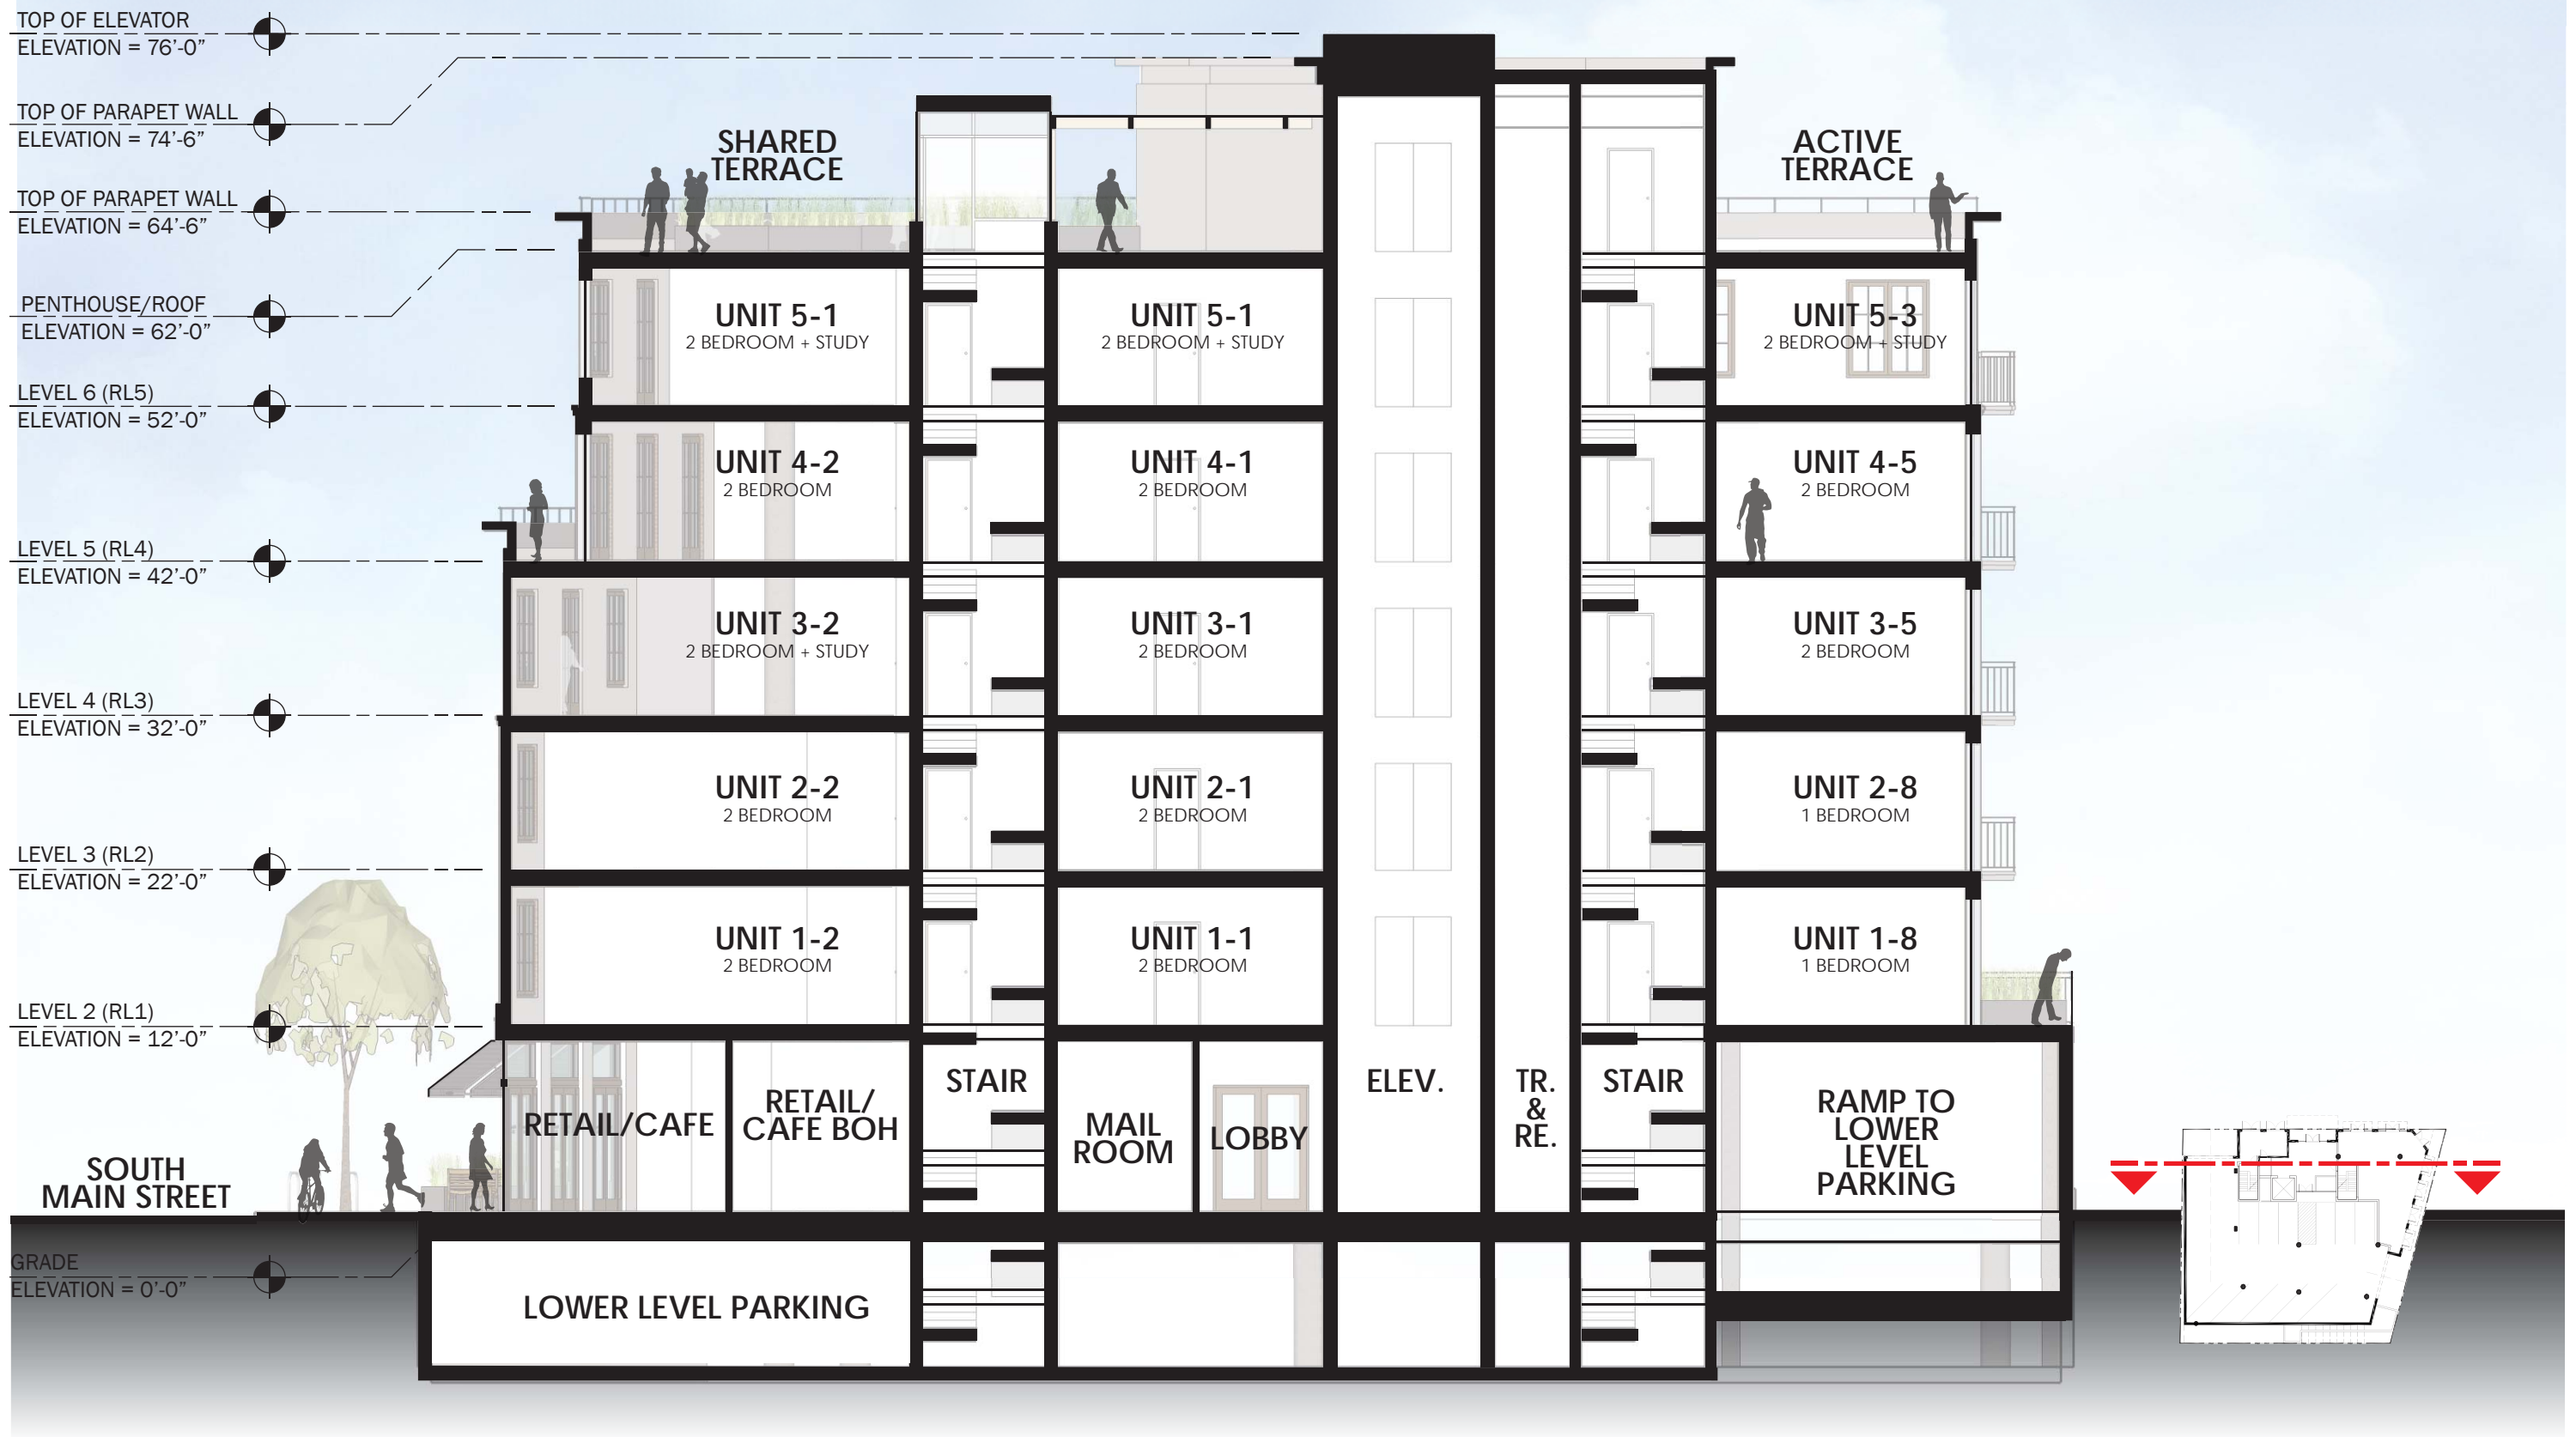 TOP OF ELEVATOR
ELEVATION = 76’-0”
TOP OF PARAPET WALL
ELEVATION = 74’-6”
TOP OF PARAPET WALL
ELEVATION = 64’-6”
PENTHOUSE/ROOF
ELEVATION = 62’-0”
LEVEL 6 (RL5)
ELEVATION = 52’-0”
LEVEL 5 (RL4)
ELEVATION = 42’-0”
LEVEL 4 (RL3)
ELEVATION = 32’-0”
LEVEL 3 (RL2)
ELEVATION = 22’-0”
LEVEL 2 (RL1)
ELEVATION = 12’-0”
SOUTH
MAIN STREET
GRADE
ELEVATION = 0’-0”
SHARED
TERRACE
ACTIVE
TERRACE
UNIT 5-1
2 BEDROOM + STUDY
UNIT 5-1
2 BEDROOM + STUDY
UNIT 5-3
2 BEDROOM + STUDY
UNIT 4-2
2 BEDROOM
UNIT 4-1
2 BEDROOM
UNIT 4-5
2 BEDROOM
UNIT 3-2
2 BEDROOM + STUDY
UNIT 3-1
2 BEDROOM
UNIT 3-5
2 BEDROOM
UNIT 2-2
2 BEDROOM
UNIT 2-1
2 BEDROOM
UNIT 2-8
1 BEDROOM
UNIT 1-2
2 BEDROOM
UNIT 1-1
2 BEDROOM
UNIT 1-8
1 BEDROOM
RETAIL/CAFE
RETAIL/
CAFE BOH
STAIR
MAIL
ROOM
LOBBY
ELEV.
TR.
&
RE.
STAIR
RAMP TO
LOWER
LEVEL
PARKING
LOWER LEVEL PARKING